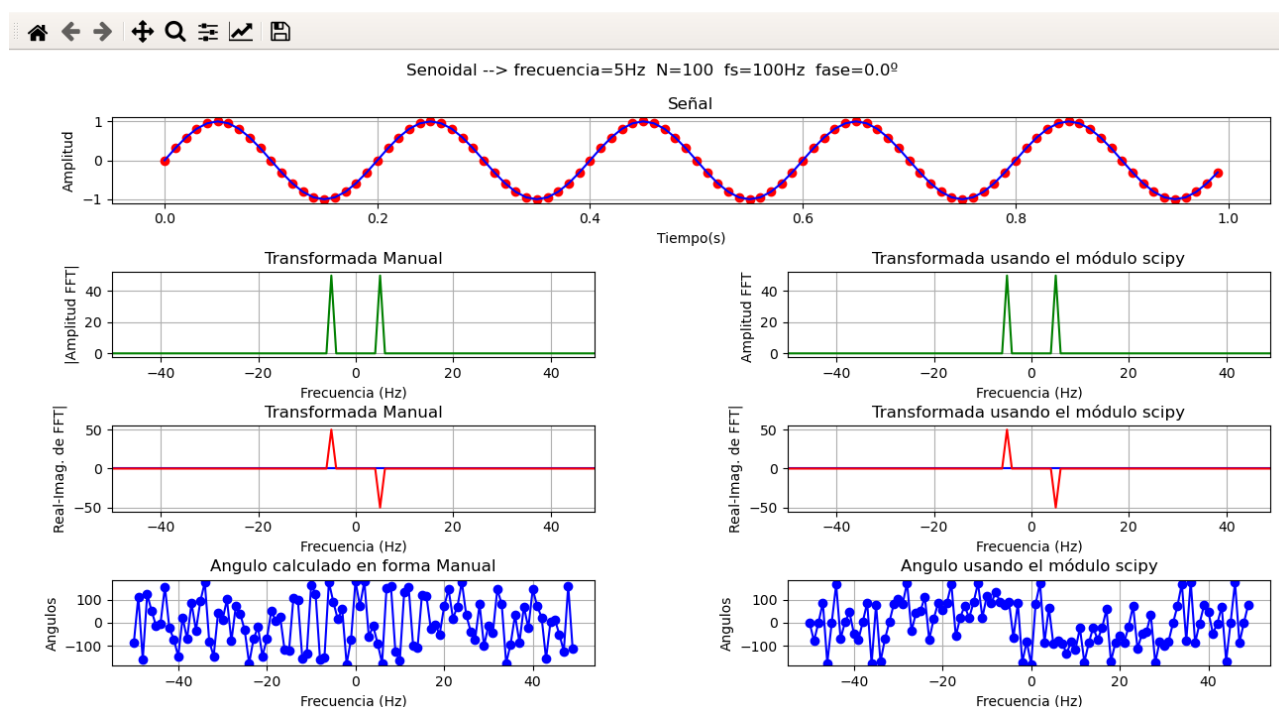 Senoidal --> frecuencia=5Hz N=100 fs=100Hz fase=0.0º
Señal
Amplitud
1
0
−1
0.0 0.2 0.4 0.6 0.8 1.0
Tiempo(s)
Transformada Manual
|Amplitud FFT|
40
20
0
−40 −20 0 20 40
Frecuencia (Hz)
Transformada usando el módulo scipy
Amplitud FFT
40
20
0
−40 −20 0 20 40
Frecuencia (Hz)
Transformada Manual
Real-Imag. de FFT|
50
0
−50
−40 −20 0 20 40
Frecuencia (Hz)
Transformada usando el módulo scipy
Real-Imag. de FFT|
50
0
−50
−40 −20 0 20 40
Frecuencia (Hz)
Angulo calculado en forma Manual
Angulos
100
0
−100
−40 −20 0 20 40
Frecuencia (Hz)
Angulo usando el módulo scipy
Angulos
100
0
−100
−40 −20 0 20 40
Frecuencia (Hz)